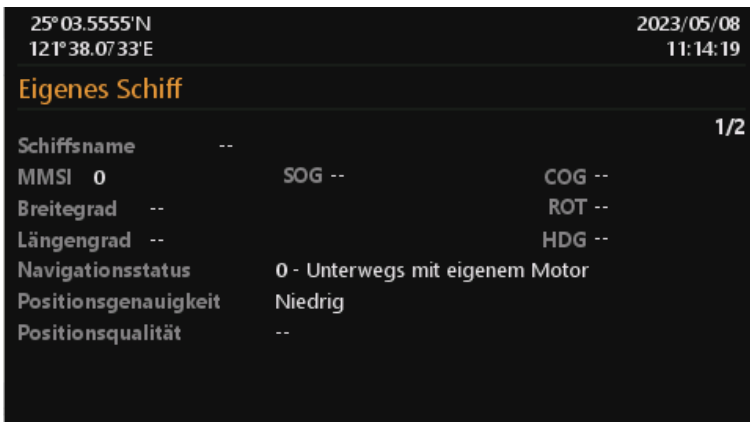 25°03.5555'N 2023/05/08
121°38.0733'E 11:14:19
Eigenes Schiff
1/2
Schiffsname --
MMSI 0 SOG -- COG --
Breitegrad -- ROT --
Längengrad -- HDG --
Navigationsstatus 0 - Unterwegs mit eigenem Motor
Positionsgenauigkeit Niedrig
Positionsqualität --